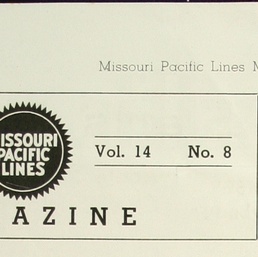 Missouri Pacific Lines M
MISSOURI
PACIFIC
LINES
Vol. 14 No. 8
AZINE